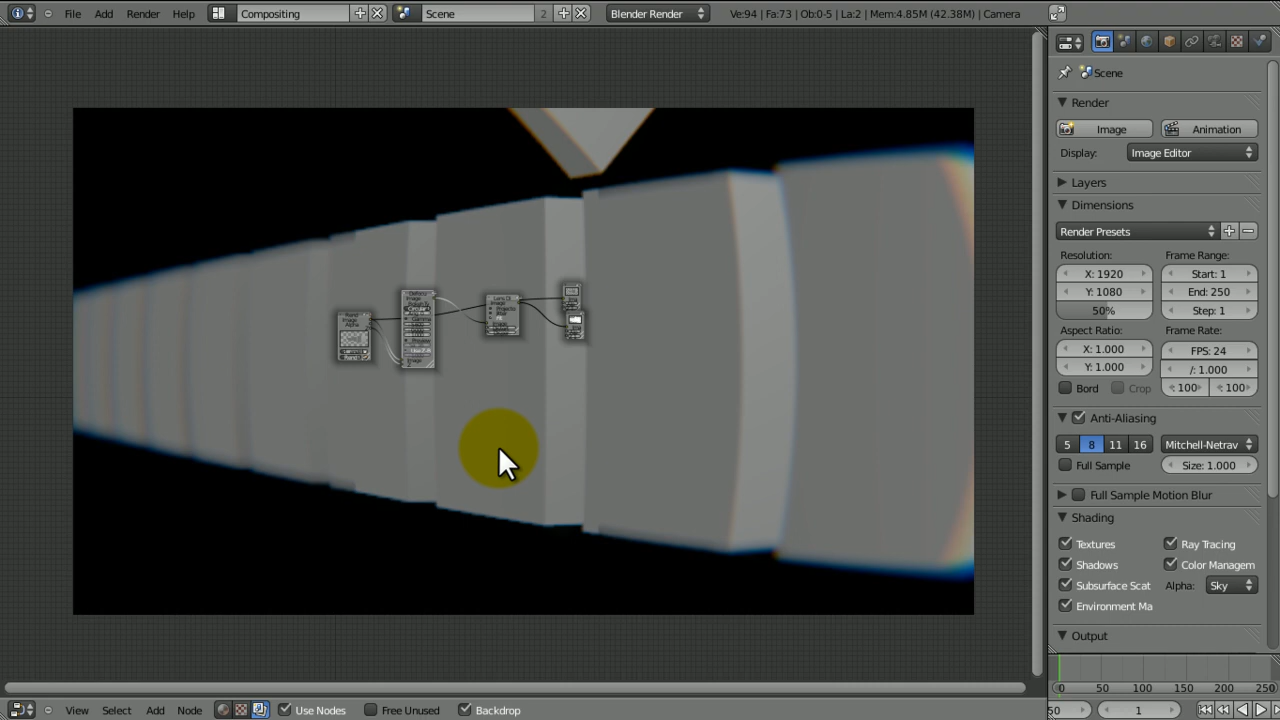 File Add Render Help Compositing Scene 2 Blender Render Ve:94 | Fa:73 | Ob:0-5 | La:2 | Mem:4.85M (42.38M) | Camera
Scene
Render
Image Animation
Display: Image Editor
Layers
Dimensions
Render Presets
Resolution: Frame Range:
X: 1920 Start: 1
Y: 1080 End: 250
50% Step: 1
Aspect Ratio: Frame Rate:
X: 1.000 FPS: 24
Y: 1.000 /: 1.000
Bord Crop : 100 : 100
Anti-Aliasing
5 8 11 16 Mitchell-Netrav
Full Sample Size: 1.000
Full Sample Motion Blur
Shading
Textures Ray Tracing
Shadows Color Managem
Subsurface Scat Alpha: Sky
Environment Ma
Output
0 50 100 150 200 250
View Select Add Node Use Nodes Free Unused Backdrop 50 1